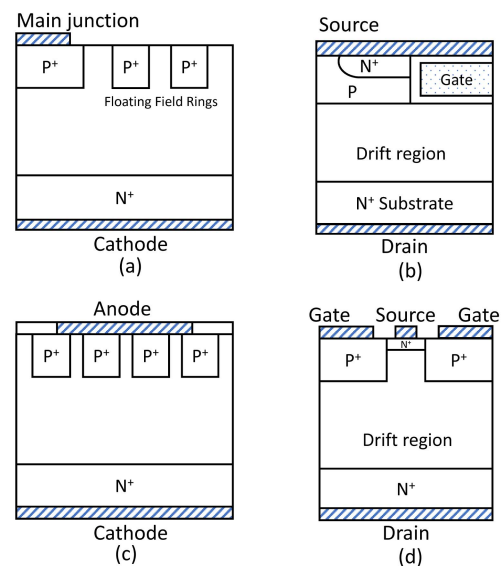 Main junction
P⁺ P⁺ P⁺
Floating Field Rings
N⁺
Cathode
(a)
Source
N⁺
P
Gate
Drift region
N⁺ Substrate
Drain
(b)
Anode
P⁺ P⁺ P⁺ P⁺
N⁺
Cathode
(c)
Gate Source Gate
N⁺
P⁺ P⁺
Drift region
N⁺
Drain
(d)